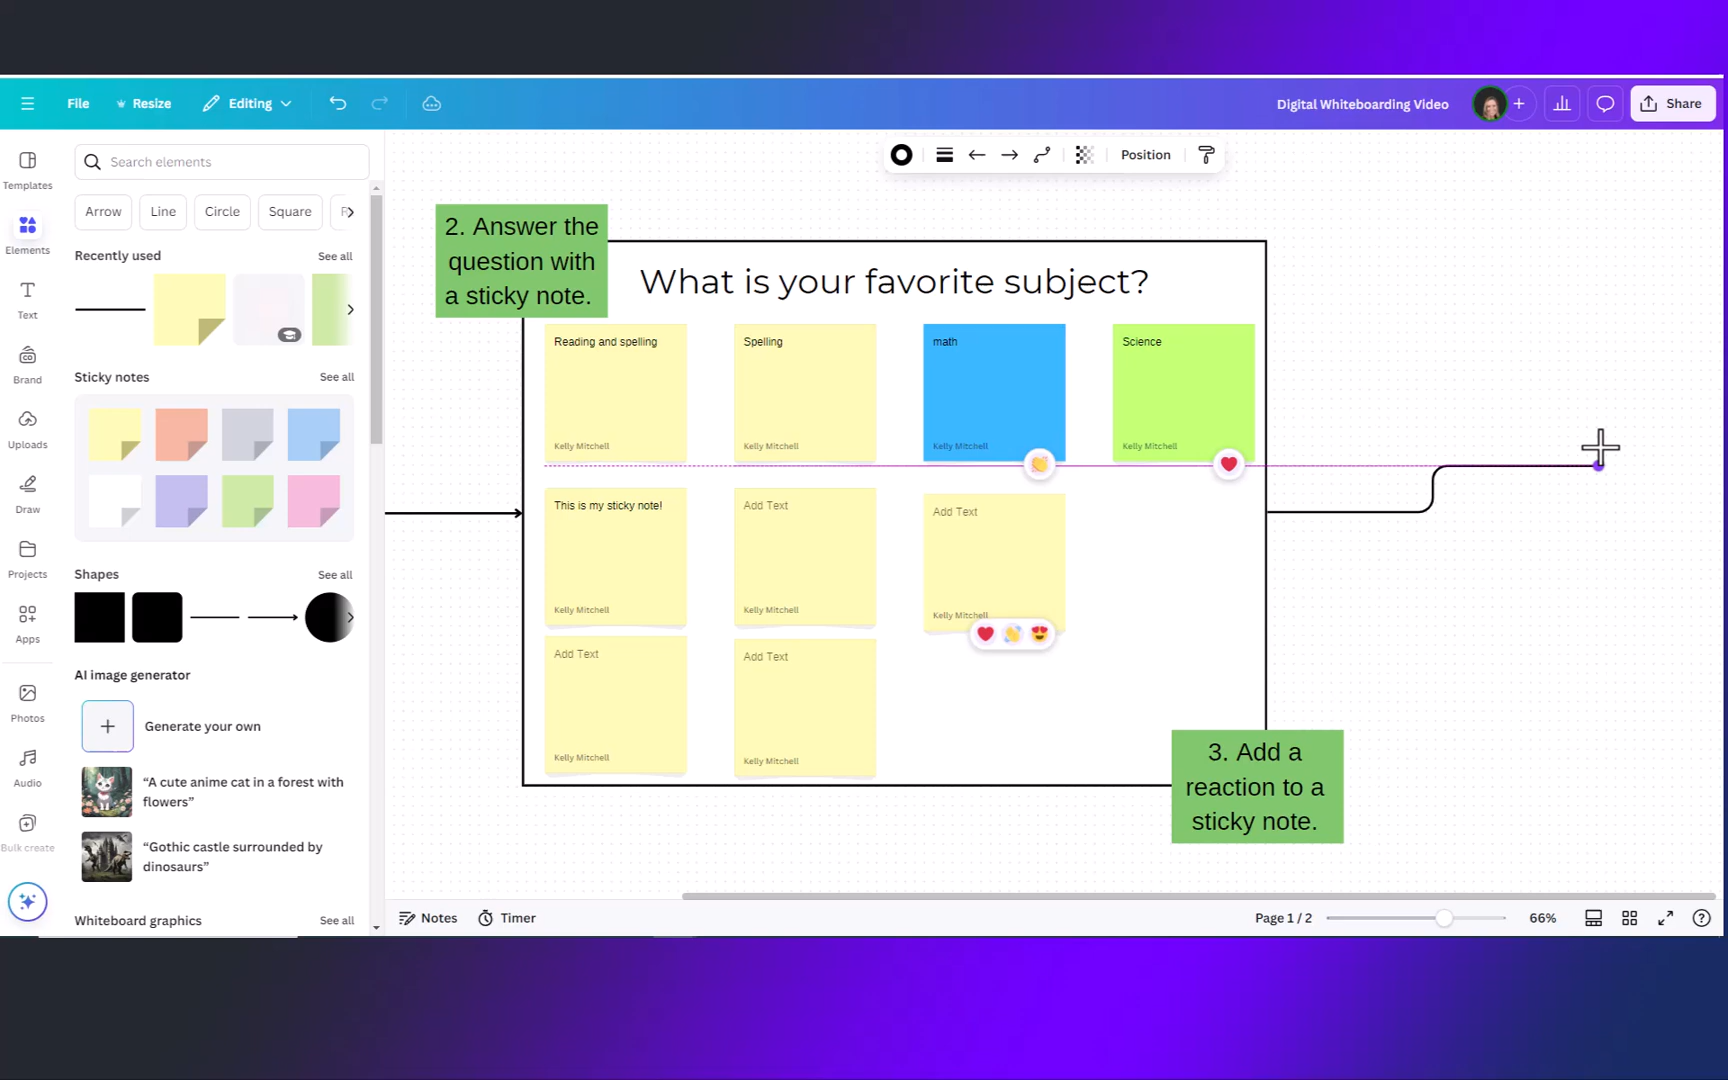 File
Resize
Editing
Digital Whiteboarding Video
Share
Templates
Elements
Text
Brand
Uploads
Draw
Projects
Apps
Photos
Audio
Bulk create
Search elements
Arrow
Line
Circle
Square
Recently used
See all
Sticky notes
See all
Shapes
See all
AI image generator
Generate your own
“A cute anime cat in a forest with
flowers”
“Gothic castle surrounded by
dinosaurs”
Whiteboard graphics
See all
Position
2. Answer the
question with
a sticky note.
What is your favorite subject?
Reading and spelling
Kelly Mitchell
Spelling
Kelly Mitchell
math
Kelly Mitchell
Science
Kelly Mitchell
This is my sticky note!
Kelly Mitchell
Add Text
Kelly Mitchell
Add Text
Kelly Mitchell
Add Text
Kelly Mitchell
Add Text
Kelly Mitchell
3. Add a
reaction to a
sticky note.
Notes
Timer
Page 1 / 2
66%